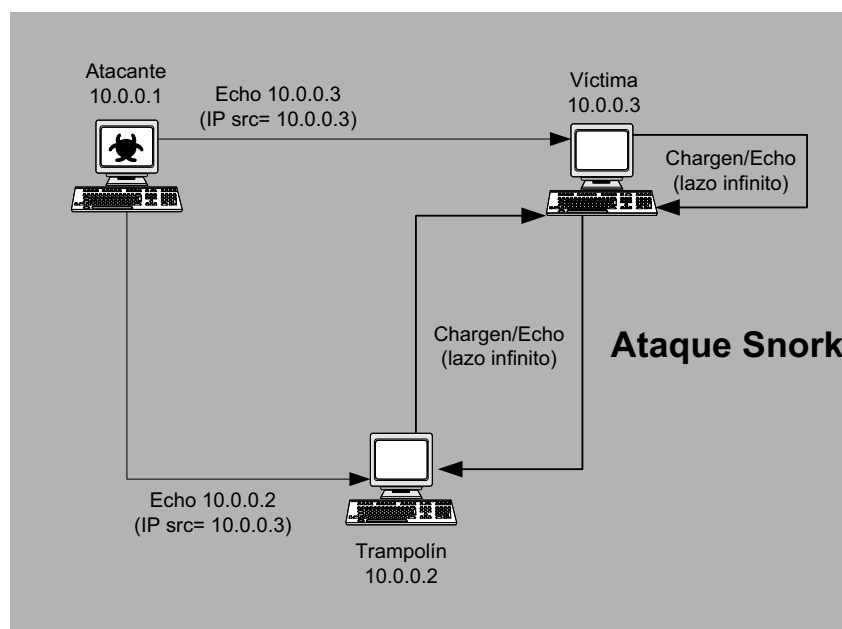 Atacante
10.0.0.1
Echo 10.0.0.3
(IP src= 10.0.0.3)
Víctima
10.0.0.3
Chargen/Echo
(lazo infinito)
Chargen/Echo
(lazo infinito)
Ataque Snork
Echo 10.0.0.2
(IP src= 10.0.0.3)
Trampolín
10.0.0.2